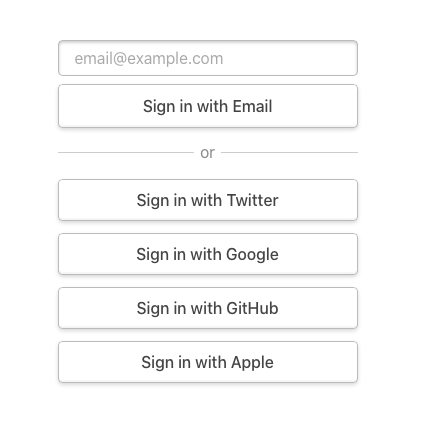 email@example.com
Sign in with Email
or
Sign in with Twitter
Sign in with Google
Sign in with GitHub
Sign in with Apple